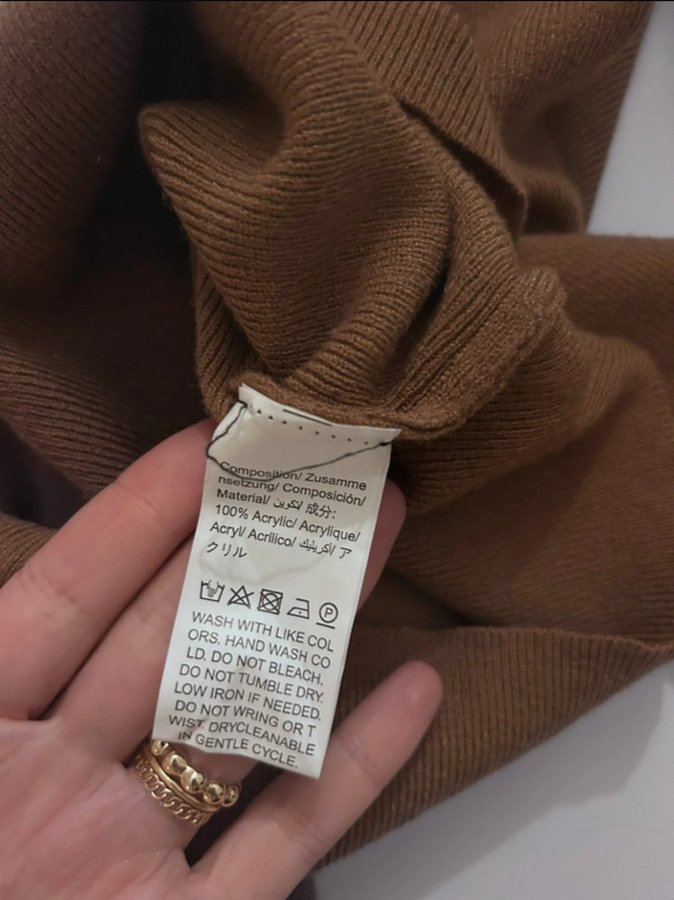 Composition/ Zusamme
nsetzung/ Composición/
Material/ تكوين/ 成分:
100% Acrylic/ Acrylique/
Acryl/ Acrílico/ أكريليك/ ア
クリル
P
WASH WITH LIKE COL
ORS. HAND WASH CO
LD. DO NOT BLEACH.
DO NOT TUMBLE DRY.
LOW IRON IF NEEDED.
DO NOT WRING OR T
WIST. DRYCLEANABLE
IN GENTLE CYCLE.